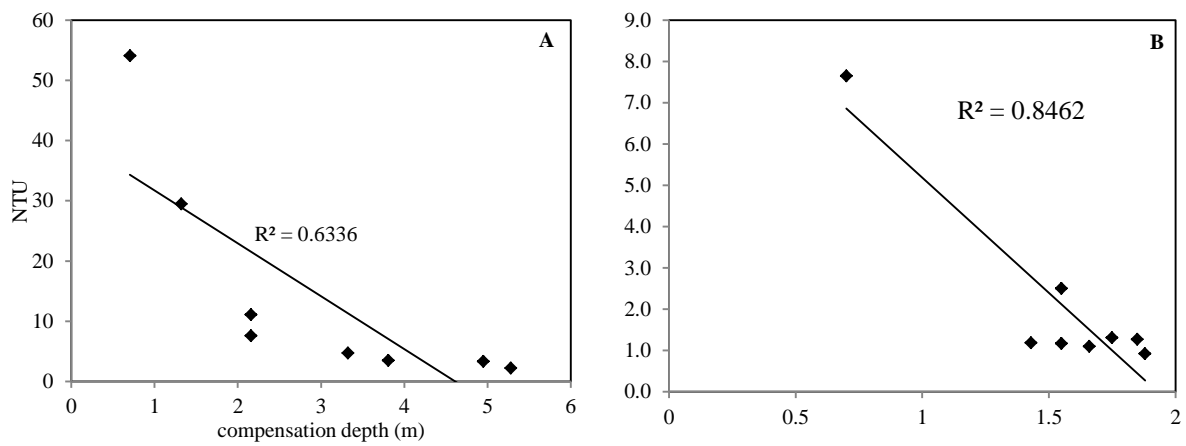 60
50
40
30
20
10
0
NTU
A
R² = 0.6336
0 1 2 3 4 5 6
compensation depth (m)
9.0
8.0
7.0
6.0
5.0
4.0
3.0
2.0
1.0
0.0
B
R² = 0.8462
0 0.5 1 1.5 2